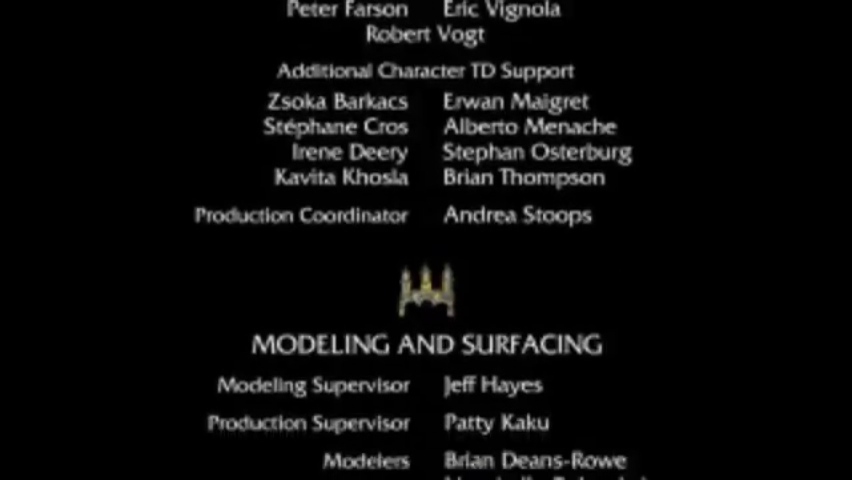 Peter Farson Eric Vignola
Robert Vogt
Additional Character TD Support
Zsoka Barkacs Erwan Maigret
Stéphane Cros Alberto Menache
Irene Deery Stephan Osterburg
Kavita Khosla Brian Thompson
Production Coordinator Andrea Stoops
MODELING AND SURFACING
Modeling Supervisor Jeff Hayes
Production Supervisor Patty Kaku
Modelers Brian Deans-Rowe